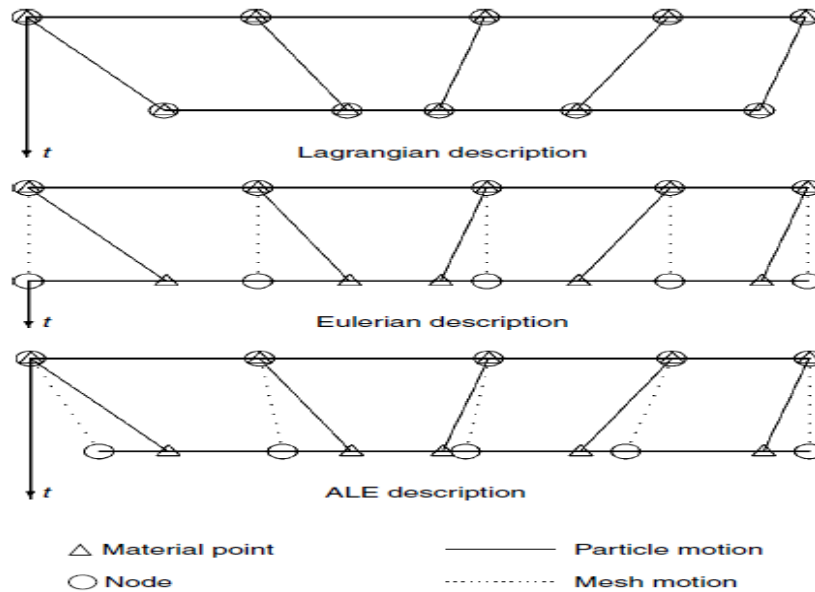 t
Lagrangian description
t
Eulerian description
t
ALE description
Material point
Particle motion
Node
Mesh motion